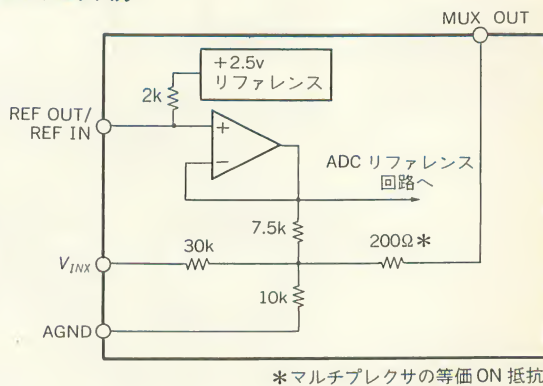 MUX OUT
+2.5v
リファレンス
2k
REF OUT/
REF IN
+
−
ADC リファレンス
回路へ
7.5k
30k
200Ω*
V_INX
10k
AGND
*マルチプレクサの等価 ON 抵抗